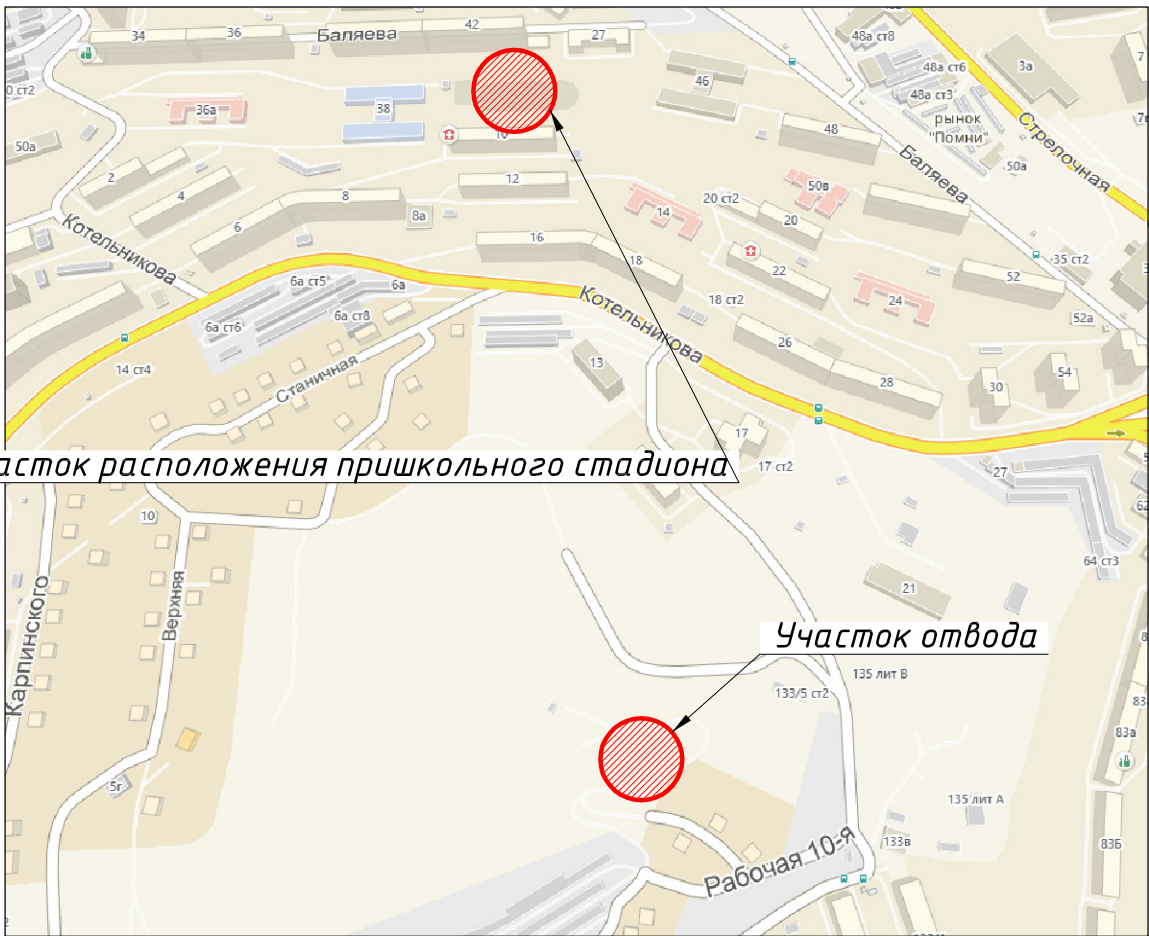 34
36
Баляева
42
27
48а ст8
3а
7
0 ст2
36а
38
46
48а ст6
48а ст3
рынок
"Помни"
Стрелочная
7в
50а
10
48
Баляева
50а
2
4
6
8
8а
12
14
20 ст2
20
50в
Котельникова
16
18
22
35 ст2
52
24
6а ст5
6а
6а ст6
6а ст8
18 ст2
Котельникова
52а
14 ст4
Станичная
13
26
28
30
54
17
17 ст2
27
асток расположения пришкольного стадиона
10
64 ст3
62
21
Карпинского
Верхняя
Участок отвода
135 лит В
133/5 ст2
83а
5г
135 лит А
133в
83Б
Рабочая 10-я